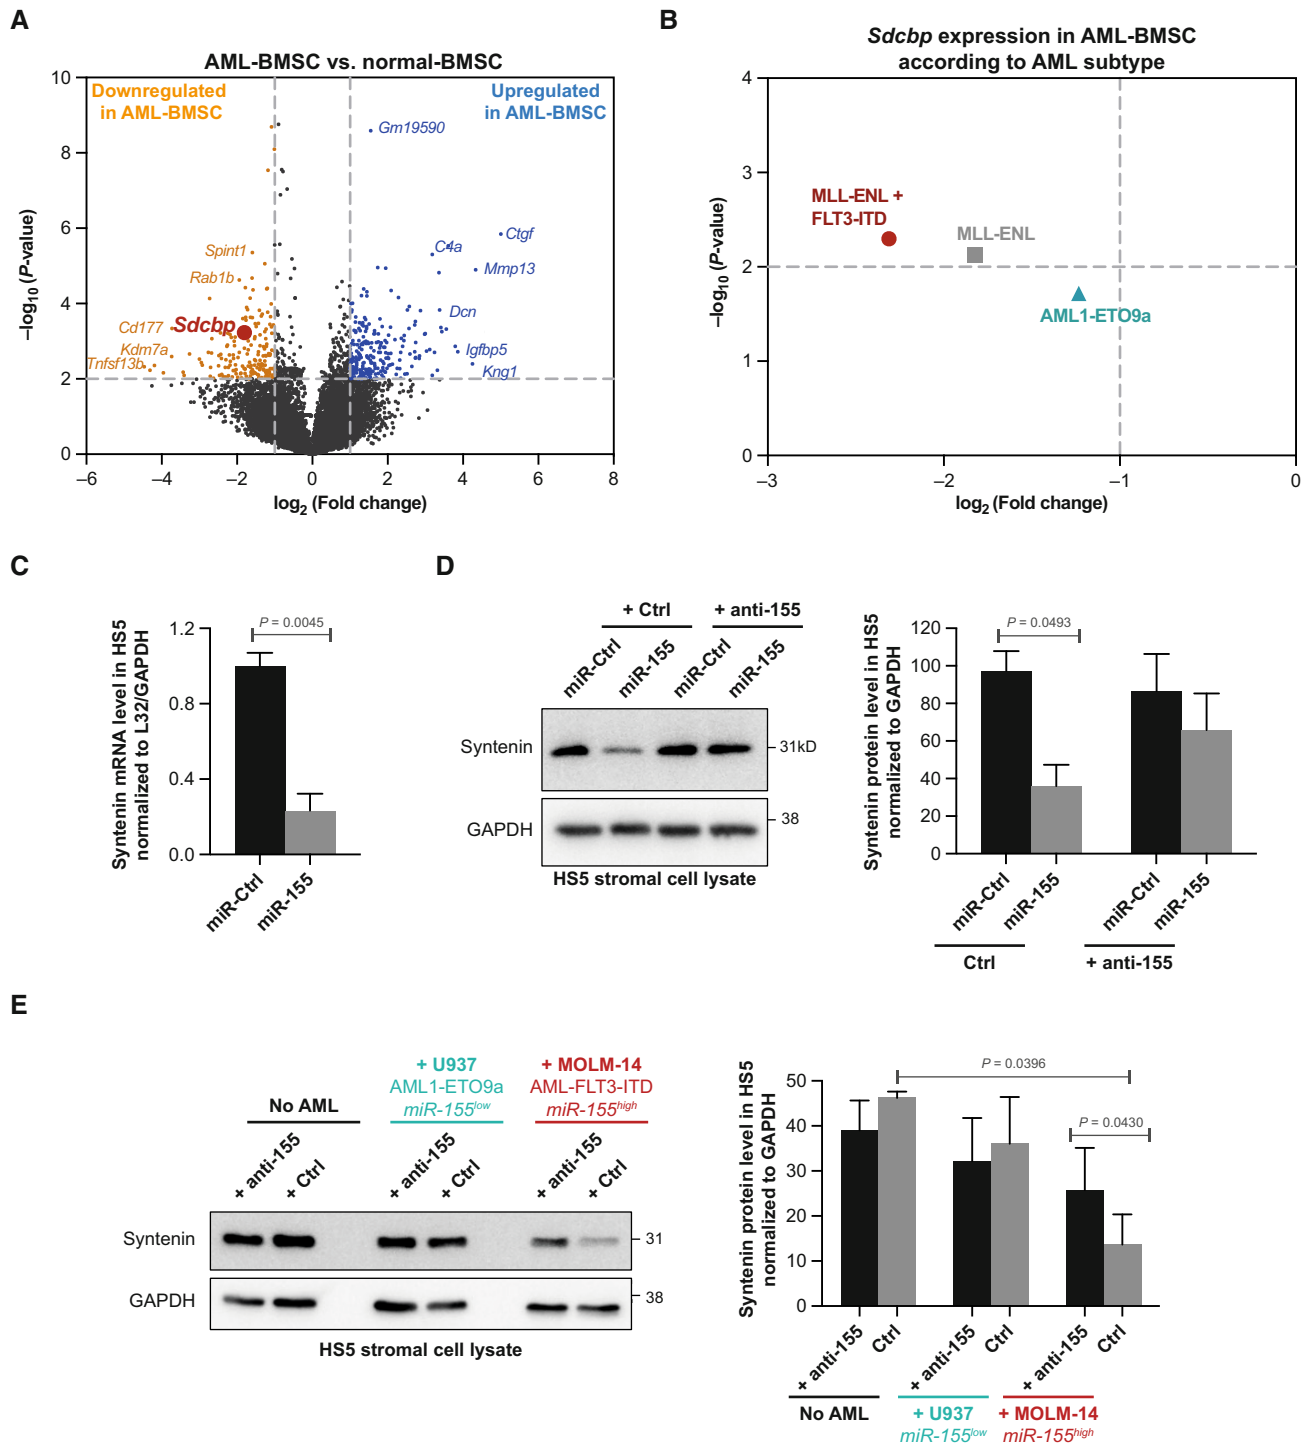 A
AML-BMSC vs. normal-BMSC
Downregulated
in AML-BMSC
Upregulated
in AML-BMSC
Gm19590
Spint1
Rab1b
Sdcbp
Cd177
Kdm7a
Tnfsf13b
C4a
Ctgf
Mmp13
Dcn
Igfbp5
Kng1
–log10 (P-value)
10
8
6
4
2
0
–6
–4
–2
0
2
4
6
8
log2 (Fold change)
B
Sdcbp expression in AML-BMSC
according to AML subtype
MLL-ENL +
FLT3-ITD
MLL-ENL
AML1-ETO9a
–log10 (P-value)
4
3
2
1
0
–3
–2
–1
0
log2 (Fold change)
C
Syntenin mRNA level in HS5
normalized to L32/GAPDH
P = 0.0045
1.2
0.8
0.4
0.0
miR-Ctrl
miR-155
D
+ Ctrl
+ anti-155
miR-Ctrl
miR-155
miR-Ctrl
miR-155
Syntenin
31kD
GAPDH
38
HS5 stromal cell lysate
Syntenin protein level in HS5
normalized to GAPDH
P = 0.0493
120
100
80
60
40
20
0
miR-Ctrl
miR-155
miR-Ctrl
miR-155
Ctrl
+ anti-155
E
No AML
+ U937
AML1-ETO9a
miR-155low
+ MOLM-14
AML-FLT3-ITD
miR-155high
+ anti-155
+ Ctrl
+ anti-155
+ Ctrl
+ anti-155
+ Ctrl
Syntenin
31
GAPDH
38
HS5 stromal cell lysate
Syntenin protein level in HS5
normalized to GAPDH
P = 0.0396
P = 0.0430
50
40
30
20
10
0
+ anti-155
Ctrl
+ anti-155
Ctrl
+ anti-155
Ctrl
No AML
+ U937
miR-155low
+ MOLM-14
miR-155high